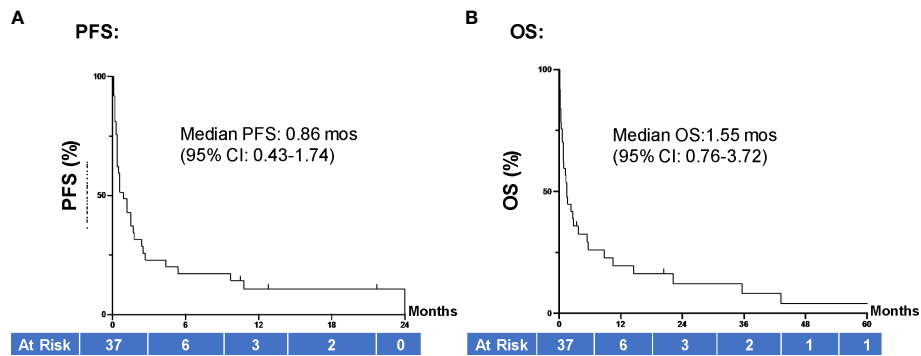 A
PFS:
100
50
0
PFS (%)
Median PFS: 0.86 mos
(95% CI: 0.43-1.74)
0 6 12 18 24
Months
At Risk 37 6 3 2 0
B
OS:
100
50
0
OS (%)
Median OS:1.55 mos
(95% CI: 0.76-3.72)
0 12 24 36 48 60
Months
At Risk 37 6 3 2 1 1